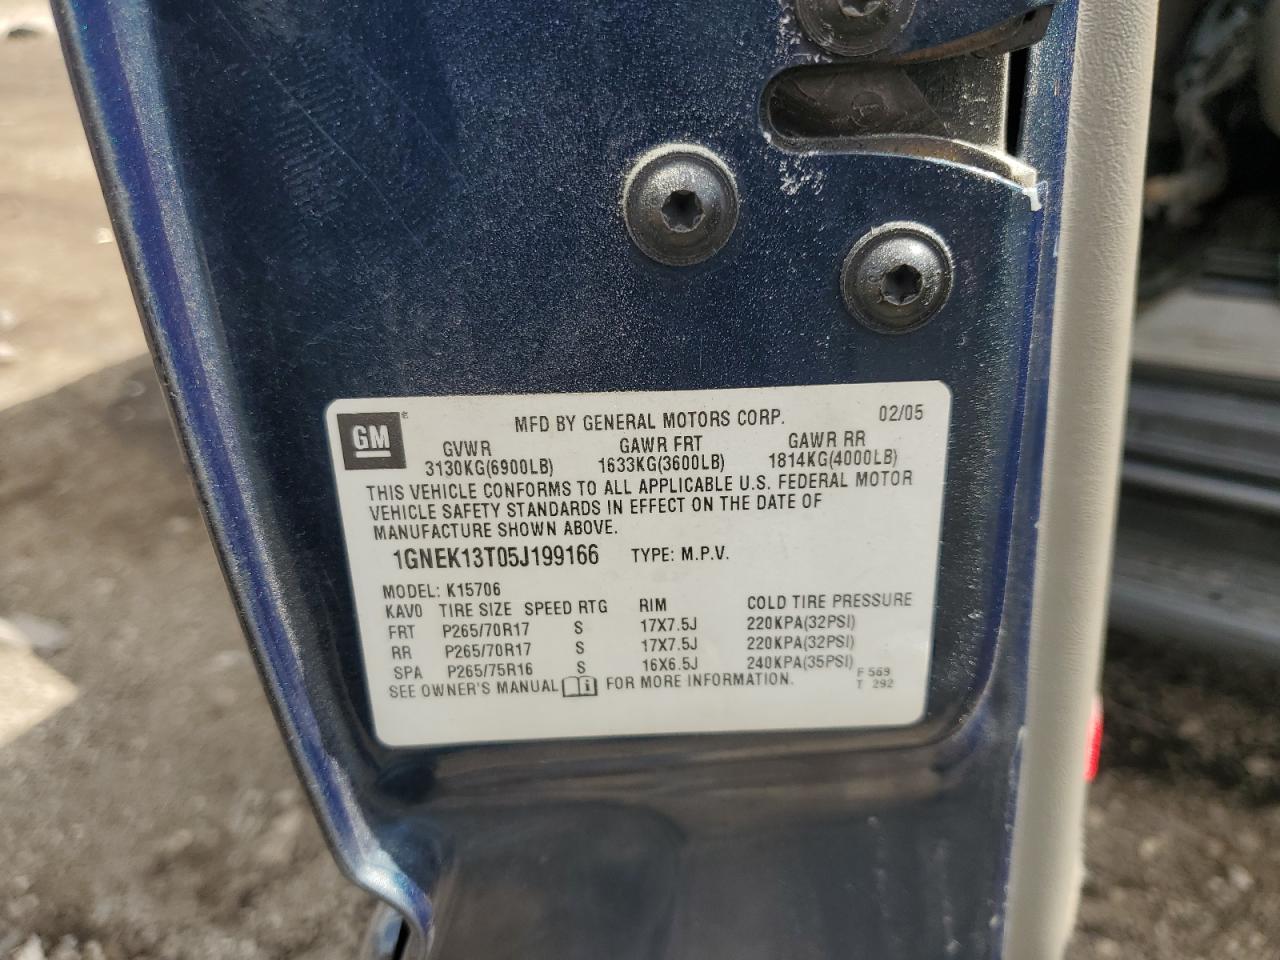 GM®
MFD BY GENERAL MOTORS CORP. 02/05
GVWR GAWR FRT GAWR RR
3130KG(6900LB) 1633KG(3600LB) 1814KG(4000LB)
THIS VEHICLE CONFORMS TO ALL APPLICABLE U.S. FEDERAL MOTOR
VEHICLE SAFETY STANDARDS IN EFFECT ON THE DATE OF
MANUFACTURE SHOWN ABOVE.
1GNEK13T05J199166 TYPE: M.P.V.
MODEL: K15706
KAVO TIRE SIZE SPEED RTG RIM COLD TIRE PRESSURE
FRT P265/70R17 S 17X7.5J 220KPA(32PSI)
RR P265/70R17 S 17X7.5J 220KPA(32PSI)
SPA P265/75R16 S 16X6.5J 240KPA(35PSI)
SEE OWNER'S MANUAL i FOR MORE INFORMATION.
F 569
T 292